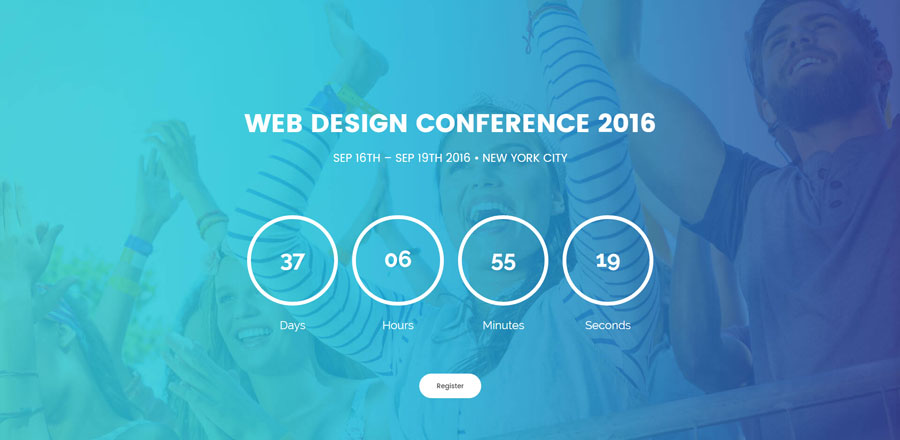 WEB DESIGN CONFERENCE 2016
SEP 16TH – SEP 19TH 2016 • NEW YORK CITY
37 06 55 19
Days Hours Minutes Seconds
Register